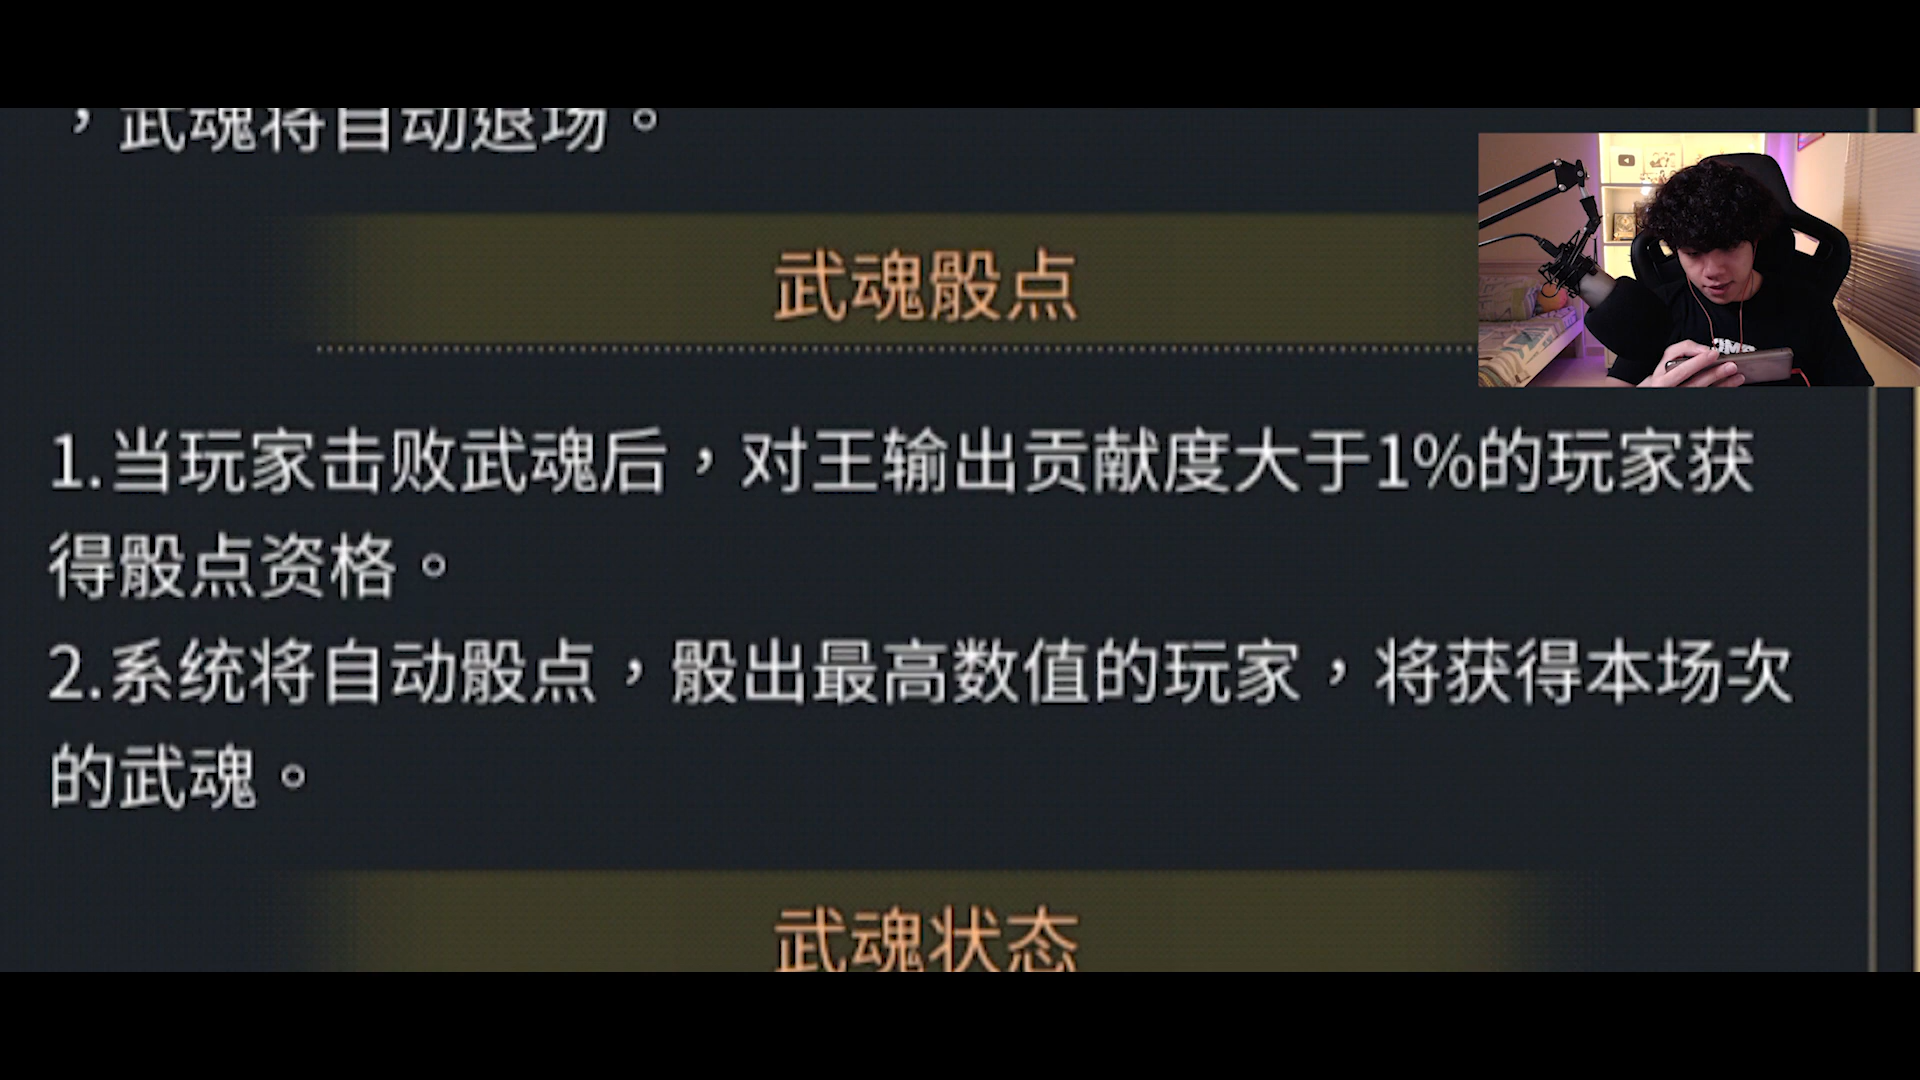 ，武魂将自动退场。
武魂骰点
1.当玩家击败武魂后，对王输出贡献度大于1%的玩家获
得骰点资格。
2.系统将自动骰点，骰出最高数值的玩家，将获得本场次
的武魂。
武魂状态